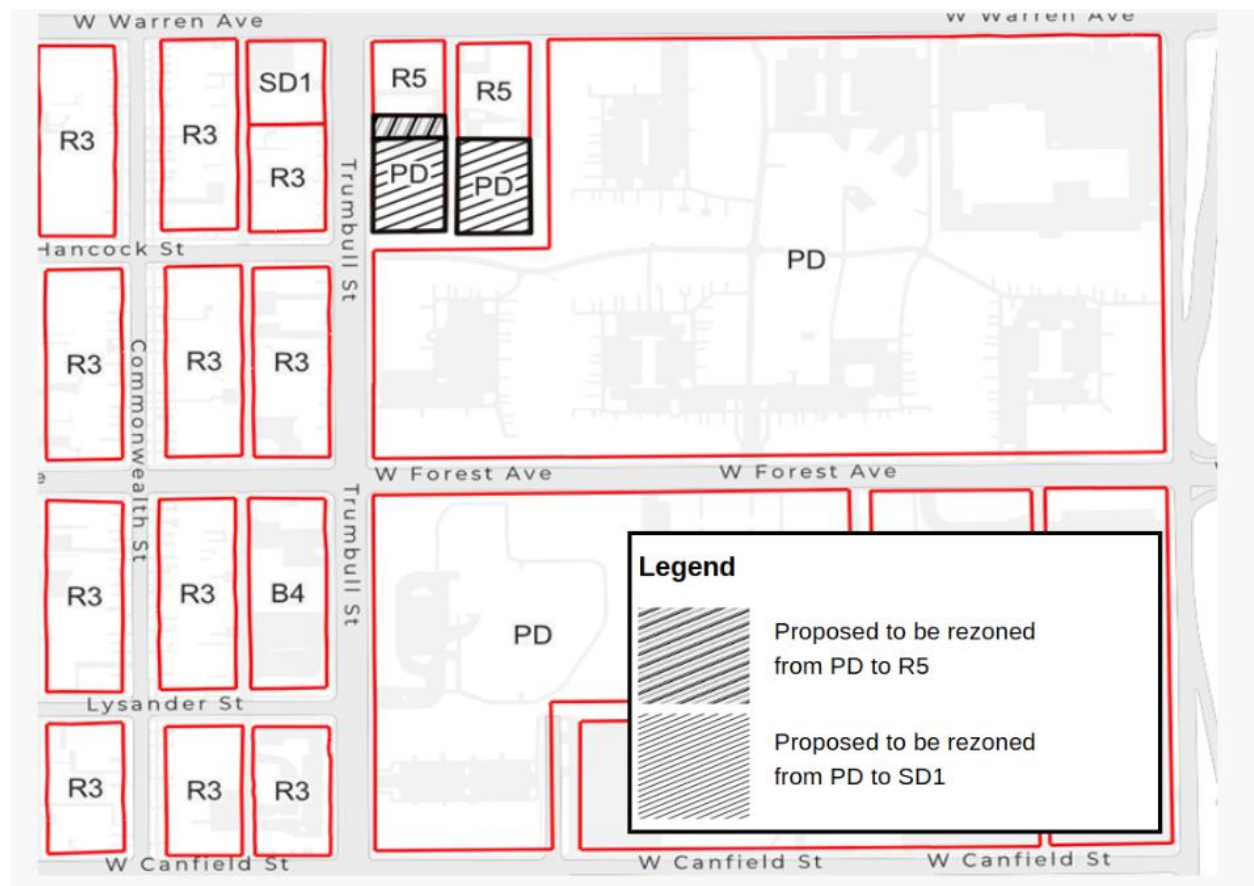 W Warren Ave
W Warren Ave
SD1
R5
R5
R3
R3
R3
PD
PD
Trumbull St
Hancock St
PD
R3
R3
R3
Commonwealth St
W Forest Ave
W Forest Ave
Trumbull St
R3
R3
B4
PD
Legend
Proposed to be rezoned
from PD to R5
Proposed to be rezoned
from PD to SD1
Lysander St
R3
R3
R3
W Canfield St
W Canfield St
W Canfield St